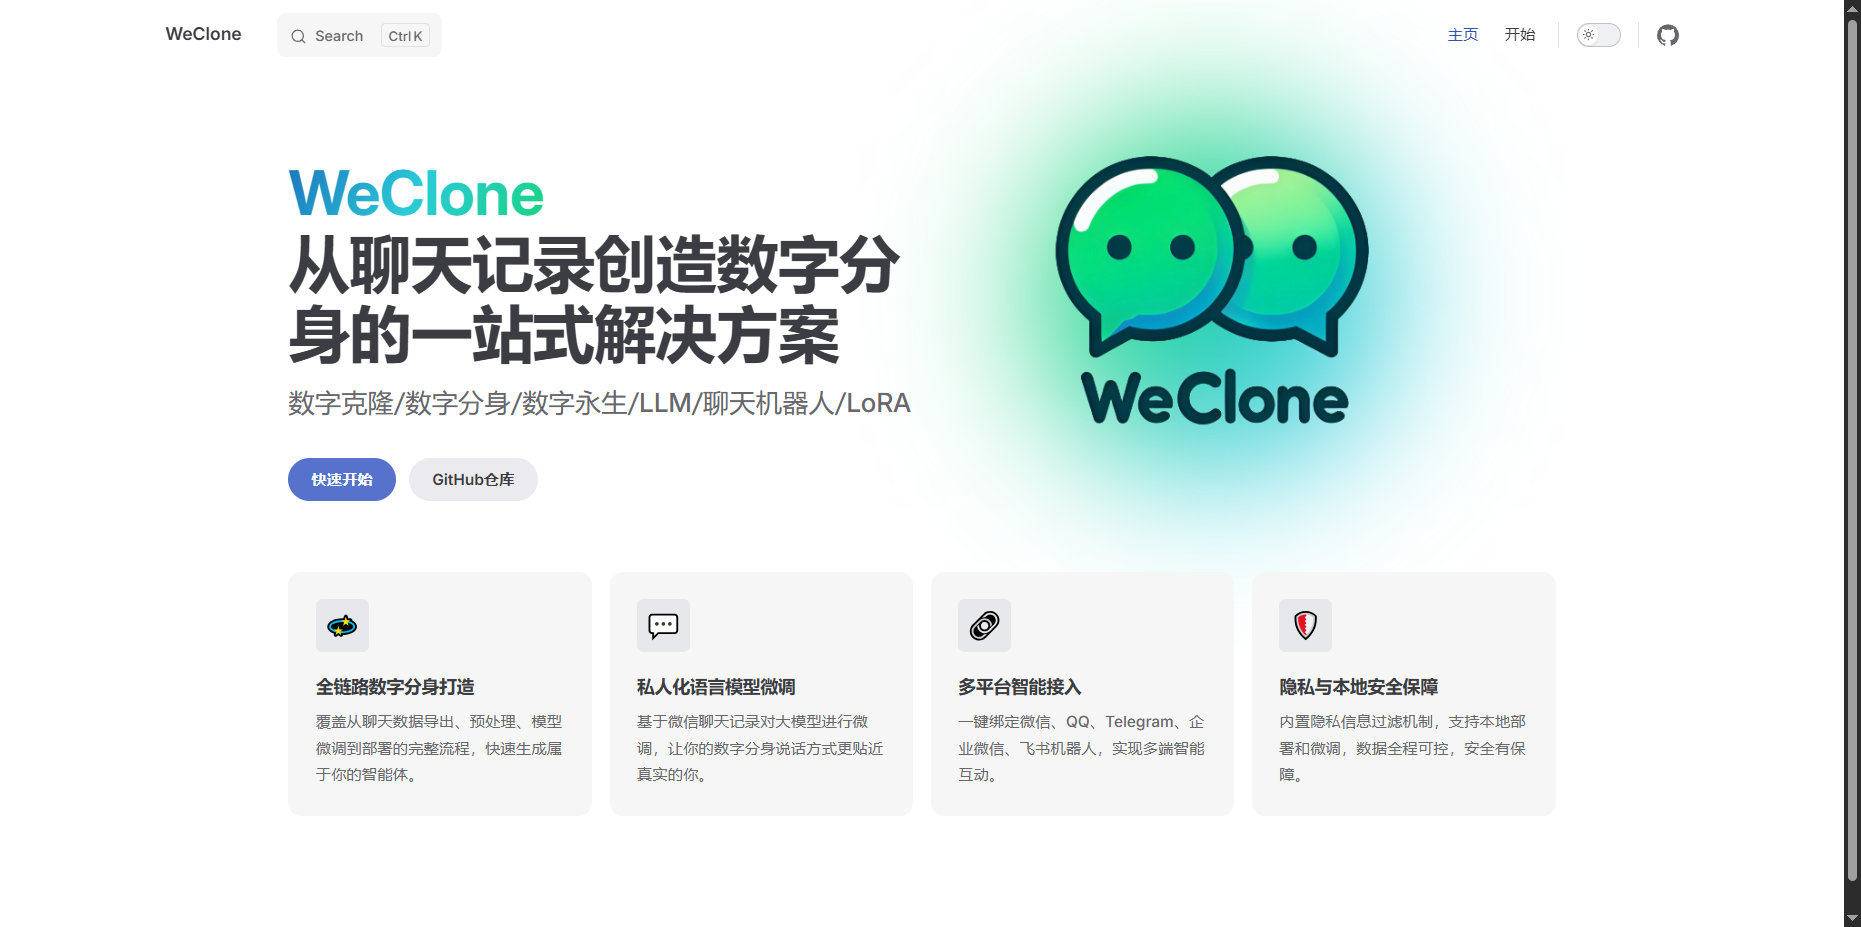 WeClone
Search
Ctrl K
主页
开始
WeClone
从聊天记录创造数字分
身的一站式解决方案
数字克隆/数字分身/数字永生/LLM/聊天机器人/LoRA
快速开始
GitHub仓库
WeClone
全链路数字分身打造
覆盖从聊天数据导出、预处理、模型
微调到部署的完整流程，快速生成属
于你的智能体。
私人化语言模型微调
基于微信聊天记录对大模型进行微
调，让你的数字分身说话方式更贴近
真实的你。
多平台智能接入
一键绑定微信、QQ、Telegram、企
业微信、飞书机器人，实现多端智能
互动。
隐私与本地安全保障
内置隐私信息过滤机制，支持本地部
署和微调，数据全程可控，安全有保
障。